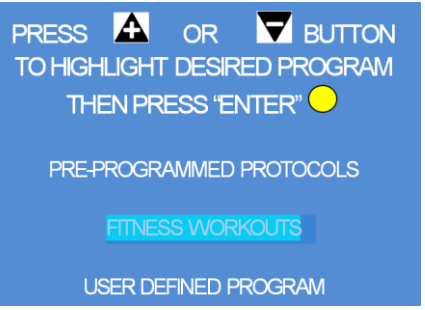 PRESS + OR − BUTTON
TO HIGHLIGHT DESIRED PROGRAM
THEN PRESS “ENTER”
PRE-PROGRAMMED PROTOCOLS
FITNESS WORKOUTS
USER DEFINED PROGRAM